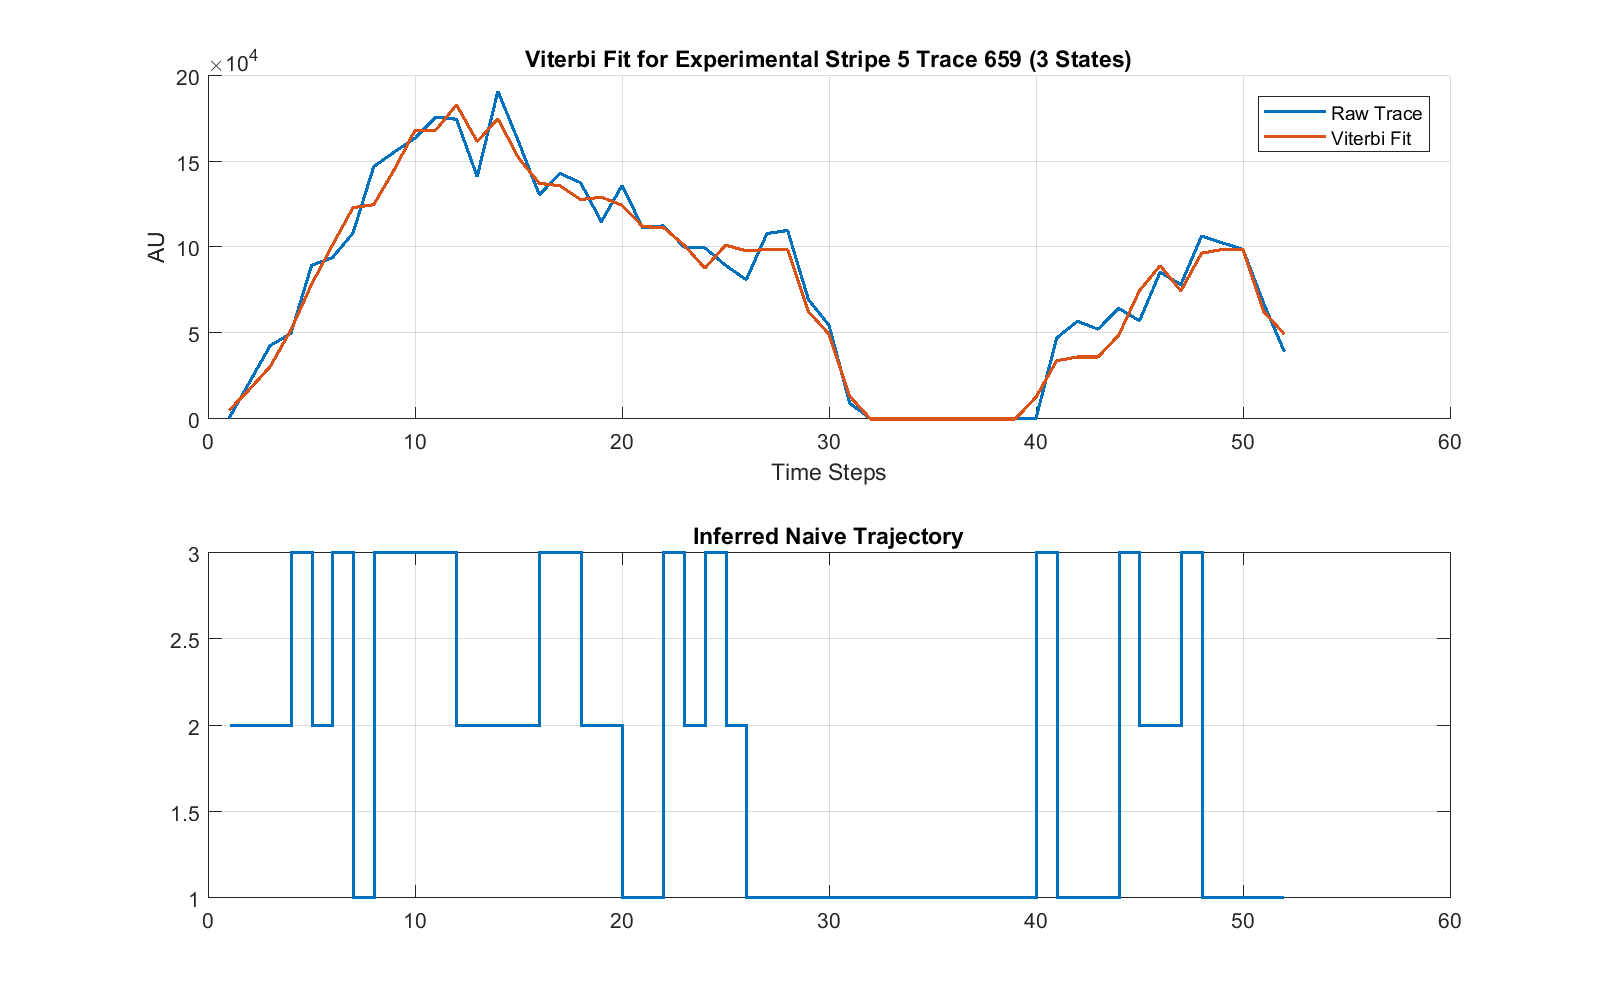 Viterbi Fit for Experimental Stripe 5 Trace 659 (3 States)
×10^4
20
15
10
5
0
AU
Raw Trace
Viterbi Fit
0 10 20 30 40 50 60
Time Steps
Inferred Naive Trajectory
3
2.5
2
1.5
1
0 10 20 30 40 50 60